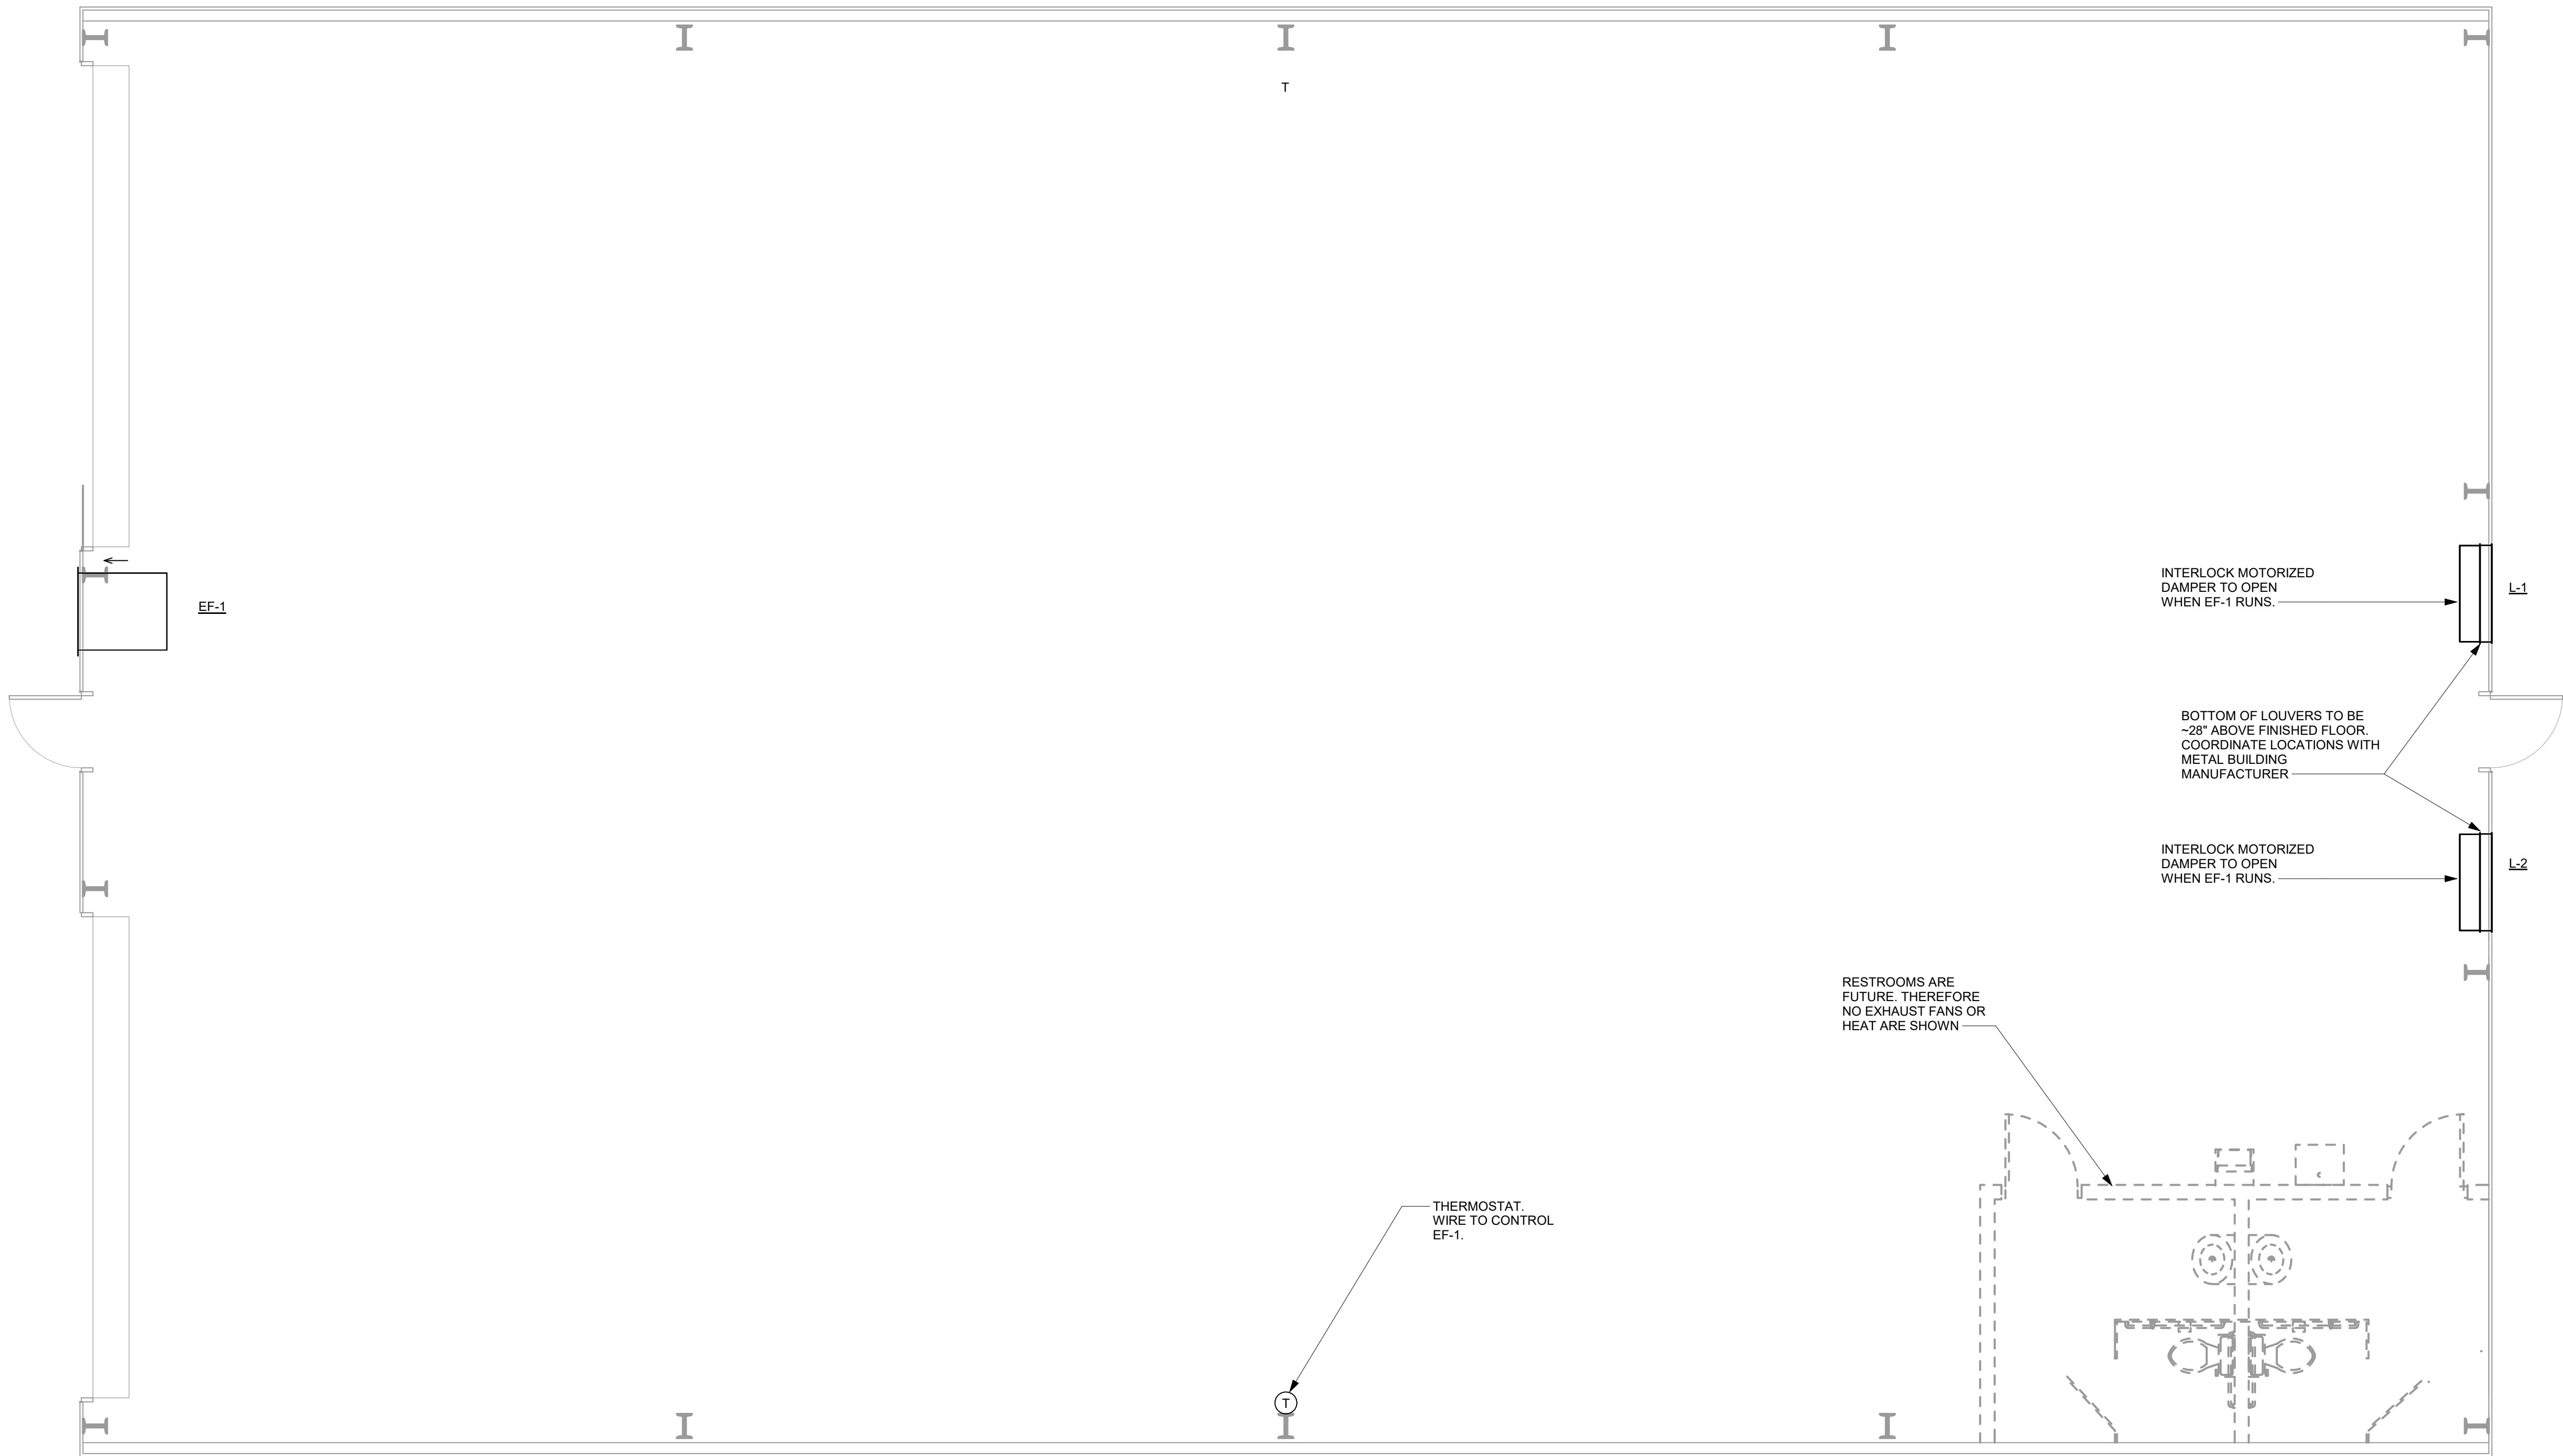 T
EF-1
INTERLOCK MOTORIZED
DAMPER TO OPEN
WHEN EF-1 RUNS.
L-1
BOTTOM OF LOUVERS TO BE
~28" ABOVE FINISHED FLOOR.
COORDINATE LOCATIONS WITH
METAL BUILDING
MANUFACTURER
INTERLOCK MOTORIZED
DAMPER TO OPEN
WHEN EF-1 RUNS.
L-2
RESTROOMS ARE
FUTURE. THEREFORE
NO EXHAUST FANS OR
HEAT ARE SHOWN
THERMOSTAT.
WIRE TO CONTROL
EF-1.
T